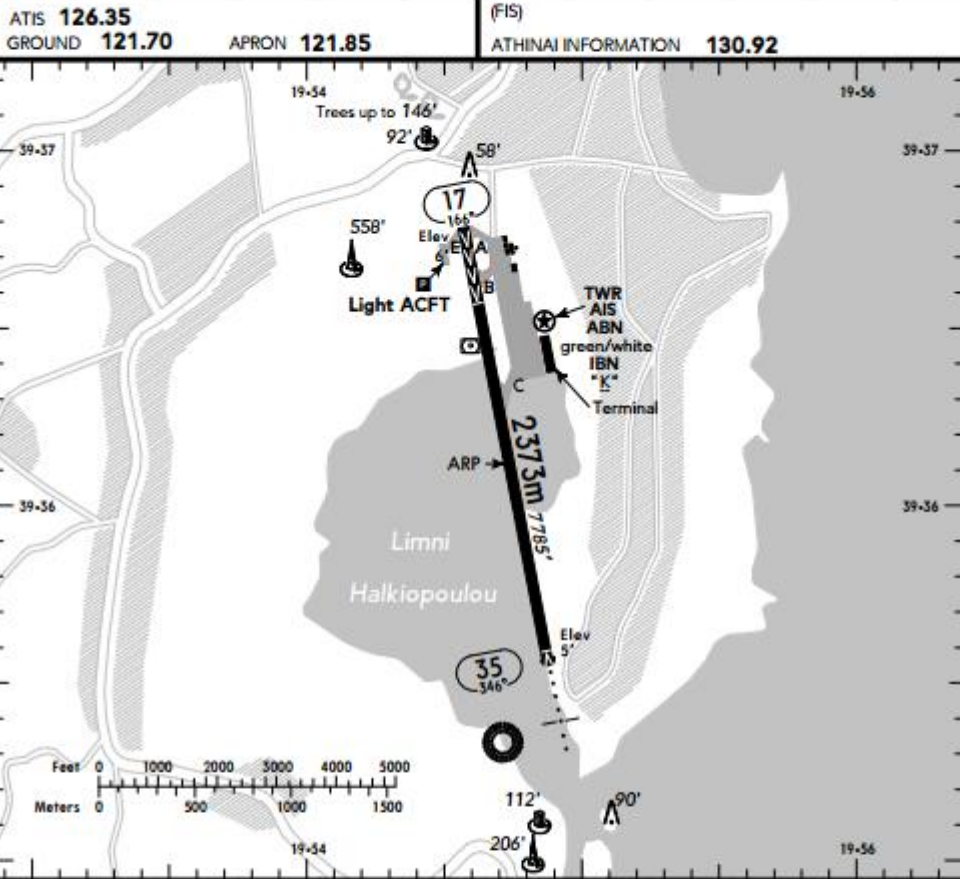 ATIS 126.35
GROUND 121.70 APRON 121.85
(FIS)
ATHINAI INFORMATION 130.92
19•54
19•56
Trees up to 146'
92'
39•37
39•37
58'
17
166°
558'
Elev
6'
E
A
B
Light ACFT
TWR
AIS
ABN
green/white
IBN
"K"
Terminal
C
ARP
2373m
7785'
39•36
39•36
Limni
Halkiopoulou
Elev
5'
35
346°
Feet 0 1000 2000 3000 4000 5000
Meters 0 500 1000 1500
112'
90'
206'
19•54
19•56